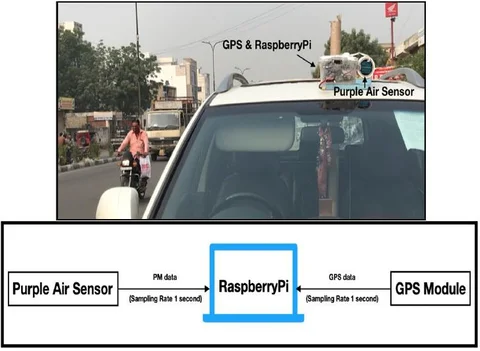 GPS & RaspberryPi
Purple Air Sensor
Purple Air Sensor
PM data
(Sampling Rate 1 second)
RaspberryPi
GPS data
(Sampling Rate 1 second)
GPS Module